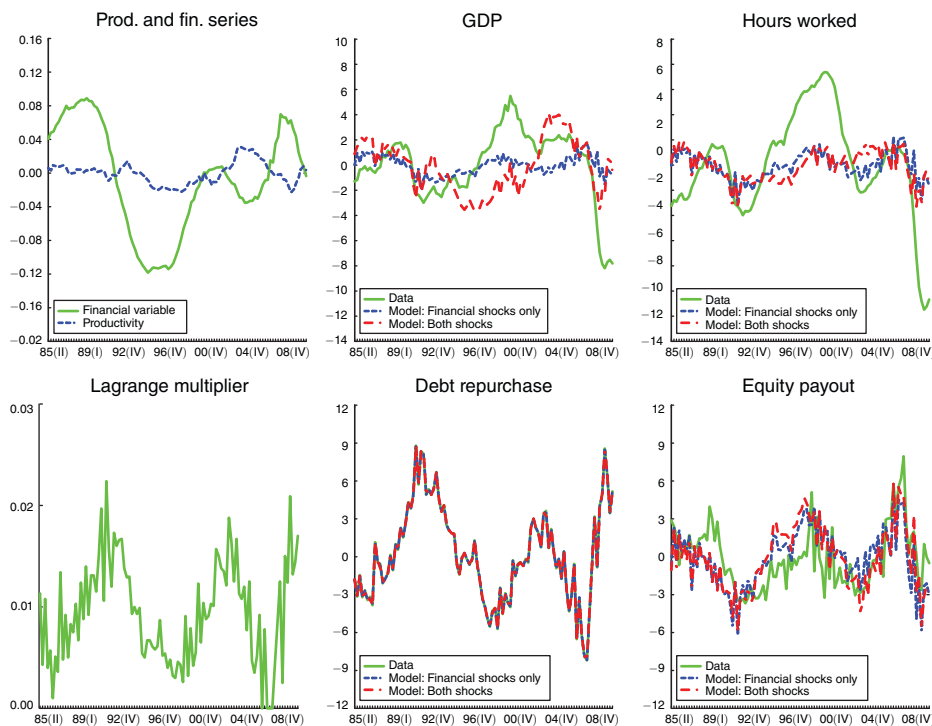 Prod. and fin. series
0.16
0.12
0.08
0.04
0.00
−0.04
−0.08
−0.12
−0.02
Financial variable
Productivity
85(II) 89(I) 92(IV) 96(IV) 00(IV) 04(IV) 08(IV)
GDP
10
8
6
4
2
0
−2
−4
−6
−8
−10
−12
−14
Data
Model: Financial shocks only
Model: Both shocks
85(II) 89(I) 92(IV) 96(IV) 00(IV) 04(IV) 08(IV)
Hours worked
8
6
4
2
0
−2
−4
−6
−8
−10
−12
−14
Data
Model: Financial shocks only
Model: Both shocks
85(II) 89(I) 92(IV) 96(IV) 00(IV) 04(IV) 08(IV)
Lagrange multiplier
0.03
0.02
0.01
0.00
85(II) 89(I) 92(IV) 96(IV) 00(IV) 04(IV) 08(IV)
Debt repurchase
12
9
6
3
0
−3
−6
−9
−12
Data
Model: Financial shocks only
Model: Both shocks
85(II) 89(I) 92(IV) 96(IV) 00(IV) 04(IV) 08(IV)
Equity payout
12
9
6
3
0
−3
−6
−9
−12
Data
Model: Financial shocks only
Model: Both shocks
85(II) 89(I) 92(IV) 96(IV) 00(IV) 04(IV) 08(IV)